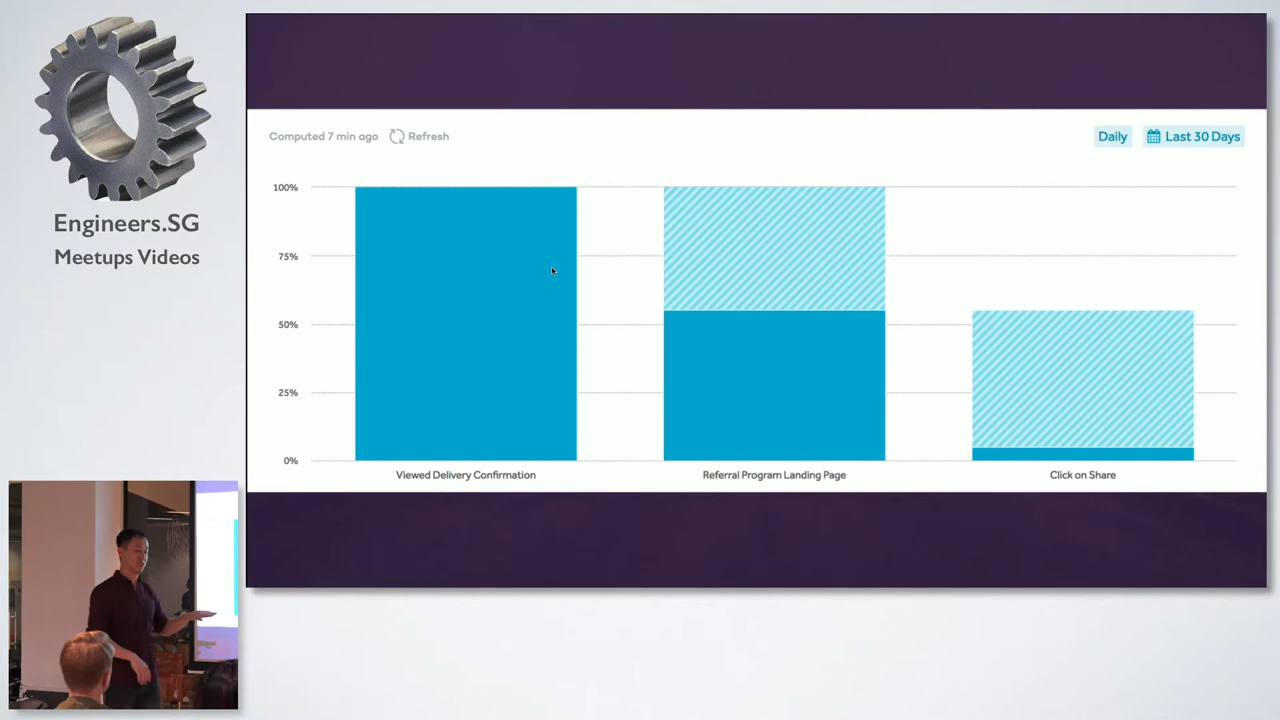 Engineers.SG
Meetups Videos
Computed 7 min ago
Refresh
Daily
Last 30 Days
100%
75%
50%
25%
0%
Viewed Delivery Confirmation
Referral Program Landing Page
Click on Share